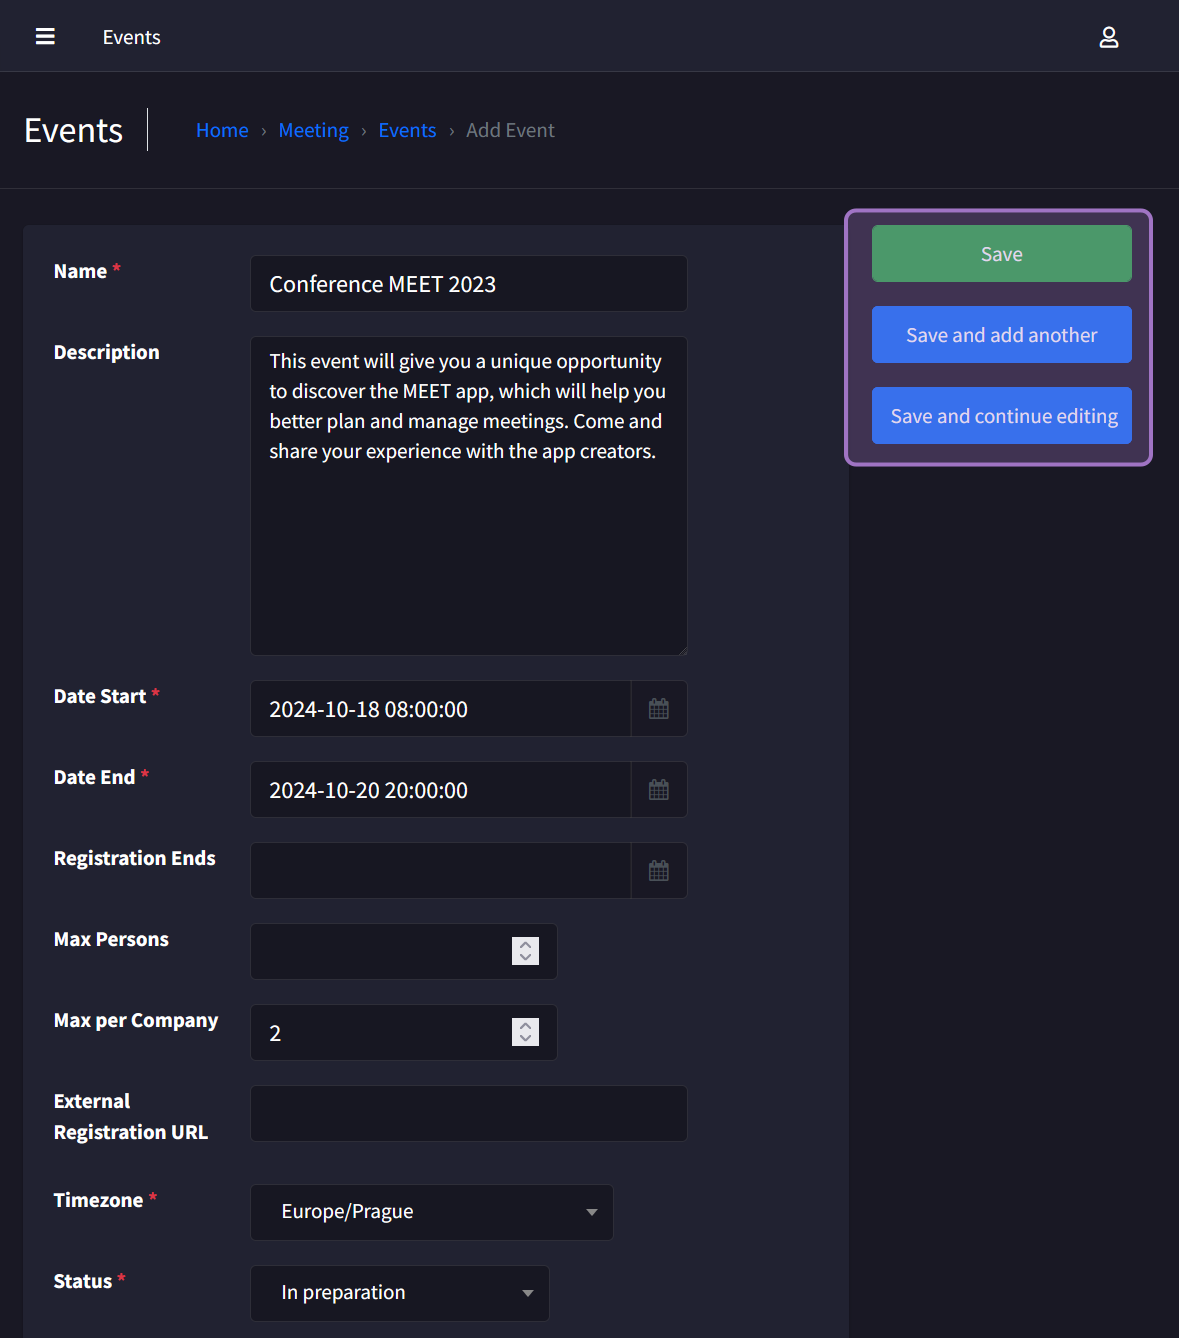 Events
Events
Home › Meeting › Events › Add Event
Save
Save and add another
Save and continue editing
Name *
Conference MEET 2023
Description
This event will give you a unique opportunity
to discover the MEET app, which will help you
better plan and manage meetings. Come and
share your experience with the app creators.
Date Start *
2024-10-18 08:00:00
Date End *
2024-10-20 20:00:00
Registration Ends
Max Persons
Max per Company
2
External
Registration URL
Timezone *
Europe/Prague
Status *
In preparation